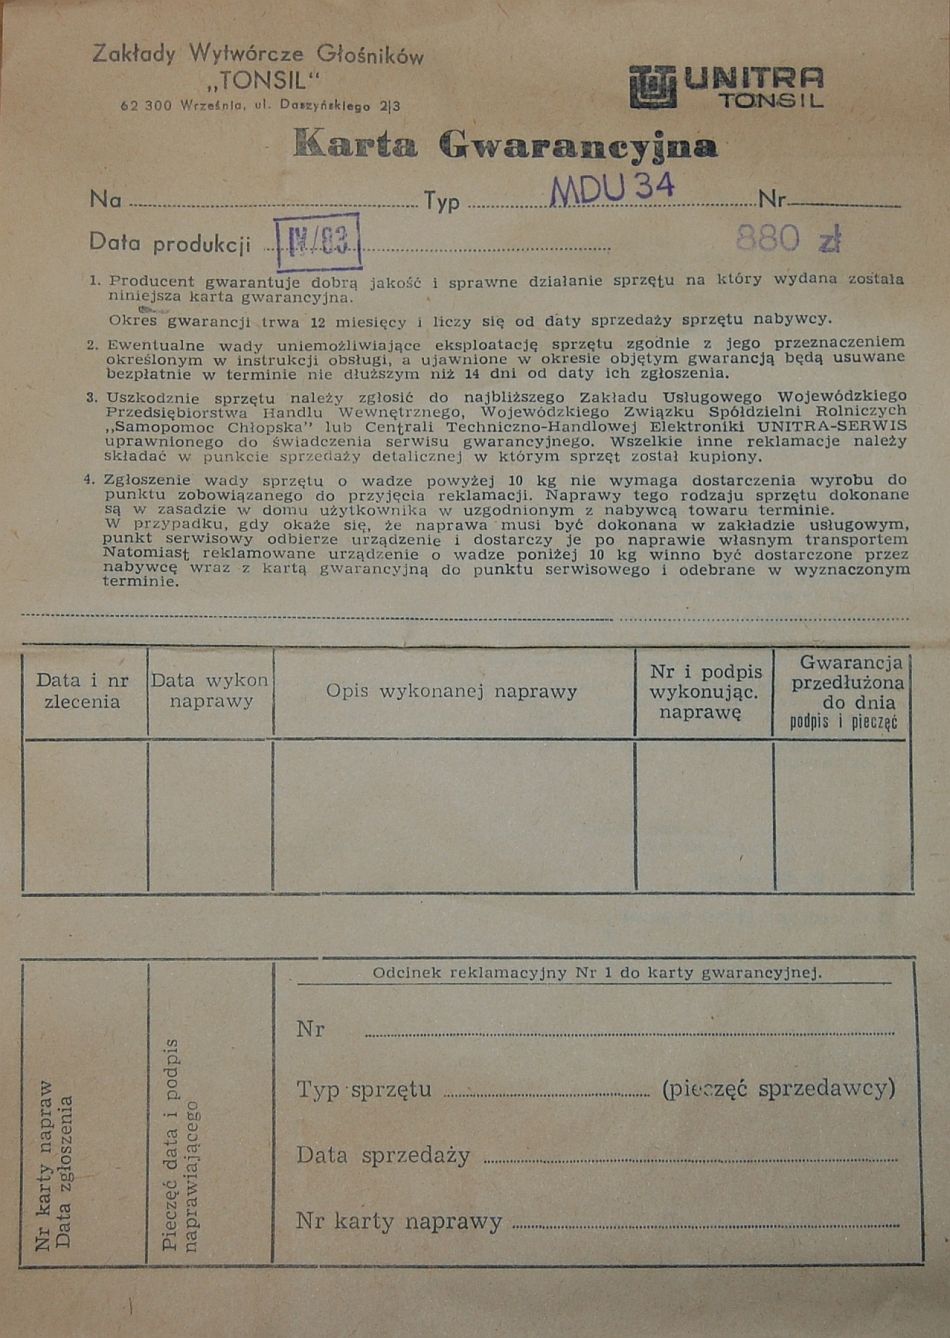 Zakłady Wytwórcze Głośników
„TONSIL"
62 300 Września, ul. Daszyńskiego 2|3
UNITRA
TONSIL
Karta Gwarancyjna
Na Typ MDU 34 Nr
Data produkcji IV/83 880 zł
1. Producent gwarantuje dobrą jakość i sprawne działanie sprzętu na który wydana została
niniejsza karta gwarancyjna.
Okres gwarancji trwa 12 miesięcy i liczy się od daty sprzedaży sprzętu nabywcy.
2. Ewentualne wady uniemożliwiające eksploatację sprzętu zgodnie z jego przeznaczeniem
określonym w instrukcji obsługi, a ujawnione w okresie objętym gwarancją będą usuwane
bezpłatnie w terminie nie dłuższym niż 14 dni od daty ich zgłoszenia.
3. Uszkodznie sprzętu należy zgłosić do najbliższego Zakładu Usługowego Wojewódzkiego
Przedsiębiorstwa Handlu Wewnętrznego, Wojewódzkiego Związku Spółdzielni Rolniczych
„Samopomoc Chłopska" lub Centrali Techniczno-Handlowej Elektroniki UNITRA-SERWIS
uprawnionego do świadczenia serwisu gwarancyjnego. Wszelkie inne reklamacje należy
składać w punkcie sprzedaży detalicznej w którym sprzęt został kupiony.
4. Zgłoszenie wady sprzętu o wadze powyżej 10 kg nie wymaga dostarczenia wyrobu do
punktu zobowiązanego do przyjęcia reklamacji. Naprawy tego rodzaju sprzętu dokonane
są w zasadzie w domu użytkownika w uzgodnionym z nabywcą towaru terminie.
W przypadku, gdy okaże się, że naprawa musi być dokonana w zakładzie usługowym,
punkt serwisowy odbierze urządzenie i dostarczy je po naprawie własnym transportem
Natomiast reklamowane urządzenie o wadze poniżej 10 kg winno być dostarczone przez
nabywcę wraz z kartą gwarancyjną do punktu serwisowego i odebrane w wyznaczonym
terminie.
Data i nr
zlecenia
Data wykon
naprawy
Opis wykonanej naprawy
Nr i podpis
wykonując.
naprawę
Gwarancja
przedłużona
do dnia
podpis i pieczęć
Nr karty napraw
Data zgłoszenia
Pieczęć data i podpis
naprawiającego
Odcinek reklamacyjny Nr 1 do karty gwarancyjnej.
Nr
Typ sprzętu (pieczęć sprzedawcy)
Data sprzedaży
Nr karty naprawy